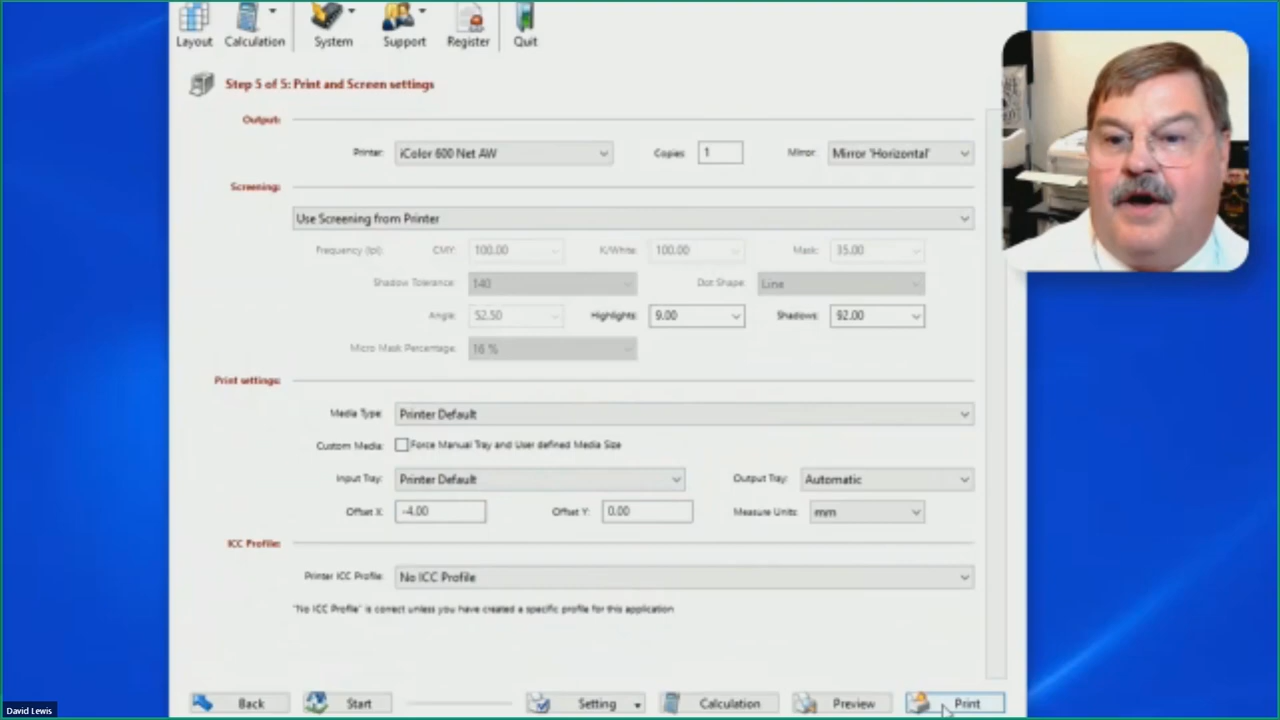 Layout Calculation System Support Register Quit
Step 5 of 5: Print and Screen settings
Output:
Printer: iColor 600 Net AW Copies 1 Mirror: Mirror 'Horizontal'
Screening:
Use Screening from Printer
Frequency (lpi): CMY: 100.00 K/White: 100.00 Mask: 35.00
Shadow Tolerance: 140 Dot Shape: Line
Angle: 52.50 Highlights: 9.00 Shadows: 92.00
Micro Mask Percentage: 16 %
Print settings:
Media Type: Printer Default
Custom Media: Force Manual Tray and User defined Media Size
Input Tray: Printer Default Output Tray: Automatic
Offset X: -4.00 Offset Y: 0.00 Measure Units: mm
ICC Profile:
Printer ICC Profile: No ICC Profile
"No ICC Profile" is correct unless you have created a specific profile for this application
Back Start Setting Calculation Preview Print
David Lewis